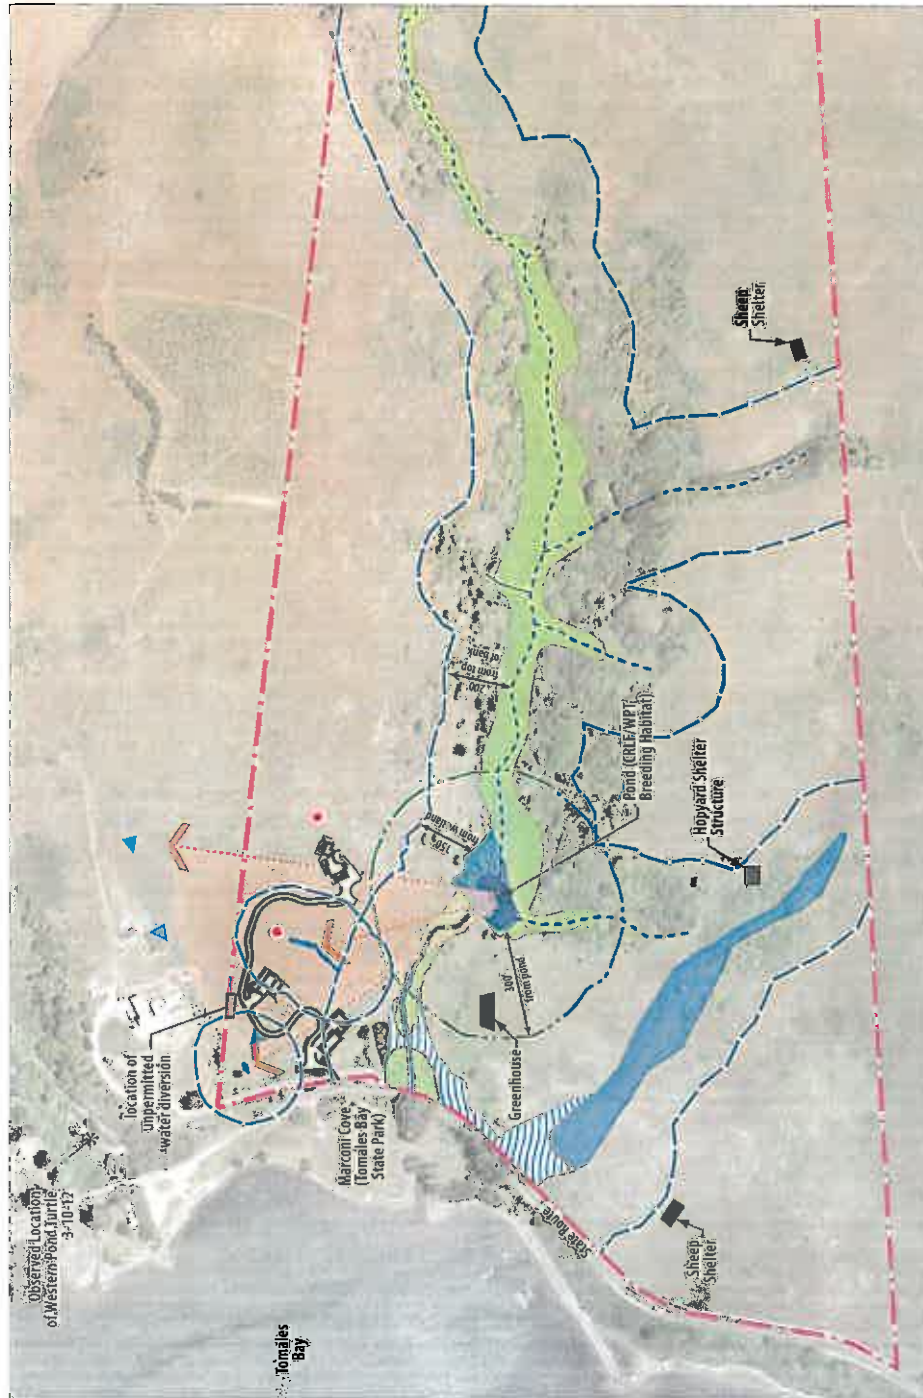 Sheep
Shelter
200'
from top
of bank
Pond (CRLF/WPT
Breeding Habitat)
Hopyard Shelter
Structure
150'
from wetland
300'
from pond
Greenhouse
location of
unpermitted
water diversion
Marconi Cove
(Tomales Bay
State Park)
State Route
Sheep
Shelter
Observed Location
of Western Pond Turtle
3-10-12
Tomales
Bay